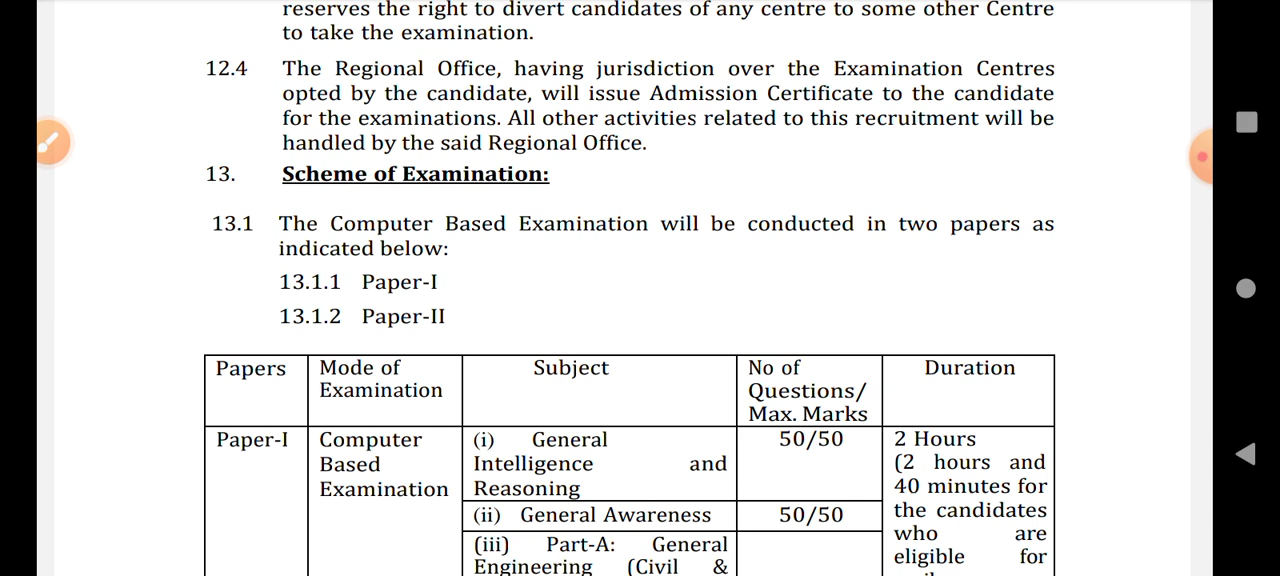 reserves the right to divert candidates of any centre to some other Centre
to take the examination.
12.4 The Regional Office, having jurisdiction over the Examination Centres
opted by the candidate, will issue Admission Certificate to the candidate
for the examinations. All other activities related to this recruitment will be
handled by the said Regional Office.
13. Scheme of Examination:
13.1 The Computer Based Examination will be conducted in two papers as
indicated below:
13.1.1 Paper-I
13.1.2 Paper-II
Papers
Mode of
Examination
Subject
No of
Questions/
Max. Marks
Duration
Paper-I
Computer
Based
Examination
(i) General
Intelligence and
Reasoning
50/50
(ii) General Awareness
50/50
(iii) Part-A: General
Engineering (Civil &
2 Hours
(2 hours and
40 minutes for
the candidates
who are
eligible for